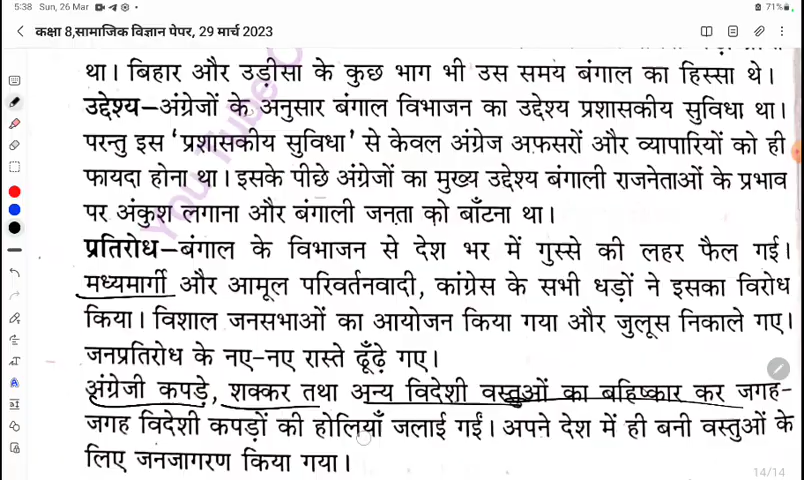 5:38 Sun, 26 Mar
71%
कक्षा 8,सामाजिक विज्ञान पेपर, 29 मार्च 2023
था। बिहार और उड़ीसा के कुछ भाग भी उस समय बंगाल का हिस्सा थे।
उद्देश्य–अंग्रेजों के अनुसार बंगाल विभाजन का उद्देश्य प्रशासकीय सुविधा था।
परन्तु इस 'प्रशासकीय सुविधा' से केवल अंग्रेज अफ़सरों और व्यापारियों को ही
फायदा होना था। इसके पीछे अंग्रेजों का मुख्य उद्देश्य बंगाली राजनेताओं के प्रभाव
पर अंकुश लगाना और बंगाली जनता को बाँटना था।
प्रतिरोध–बंगाल के विभाजन से देश भर में गुस्से की लहर फैल गई।
मध्यमार्गी और आमूल परिवर्तनवादी, कांग्रेस के सभी धड़ों ने इसका विरोध
किया। विशाल जनसभाओं का आयोजन किया गया और जुलूस निकाले गए।
जनप्रतिरोध के नए-नए रास्ते ढूँढ़े गए।
अंग्रेजी कपड़े, शक्कर तथा अन्य विदेशी वस्तुओं का बहिष्कार कर जगह-
जगह विदेशी कपड़ों की होलियाँ जलाई गईं। अपने देश में ही बनी वस्तुओं के
लिए जनजागरण किया गया।
14/14
You Tube